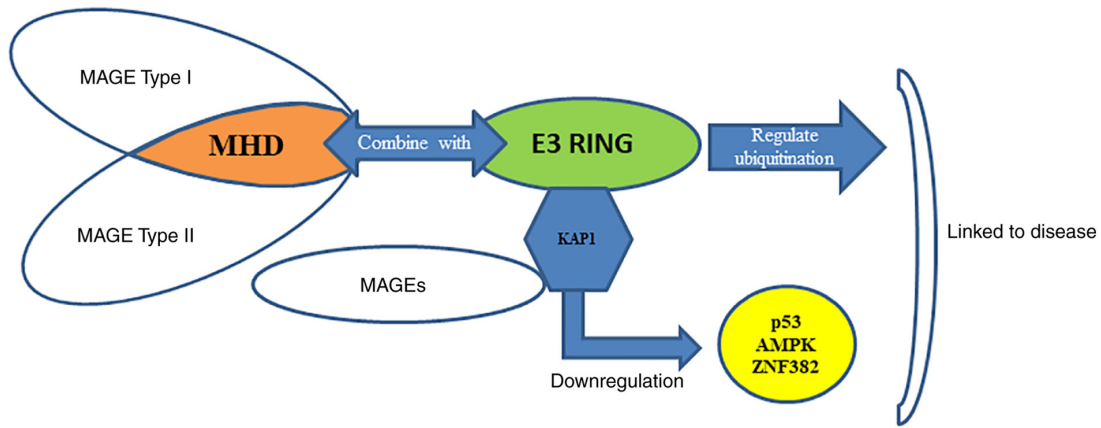 MAGE Type I
MHD
Combine with
E3 RING
Regulate
ubiquitination
MAGE Type II
KAP1
Linked to disease
MAGEs
p53
AMPK
ZNF382
Downregulation